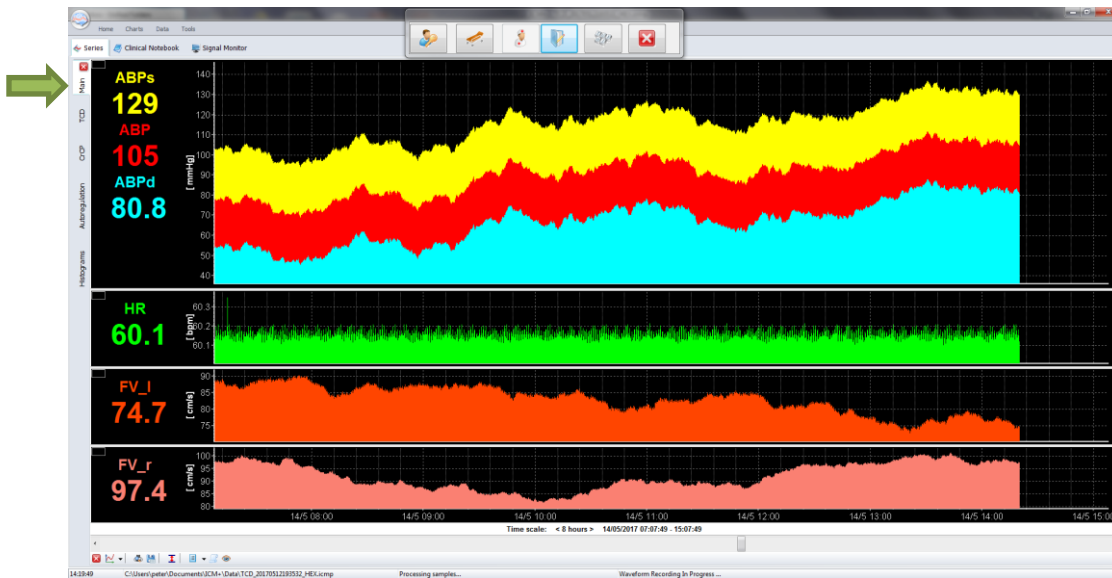 Home Charts Data Tools
Series Clinical Notebook Signal Monitor
Main
TCD
CrCP
Autoregulation
Histograms
ABPs
129
ABP
105
ABPd
80.8
[ mmHg]
140
130
120
110
100
90
80
70
60
50
40
HR
60.1
[bpm]
60.3
60.2
60.1
FV_l
74.7
[ cm/s]
90
85
80
75
FV_r
97.4
[ cm/s]
100
95
90
85
80
14/5 08:00 14/5 09:00 14/5 10:00 14/5 11:00 14/5 12:00 14/5 13:00 14/5 14:00 14/5 15:00
Time scale: < 8 hours > 14/05/2017 07:07:49 - 15:07:49
14:19:49 C:\Users\peter\Documents\ICM+\Data\TCD_20170512193532_HEX.icmp Processing samples... Waveform Recording In Progress ...